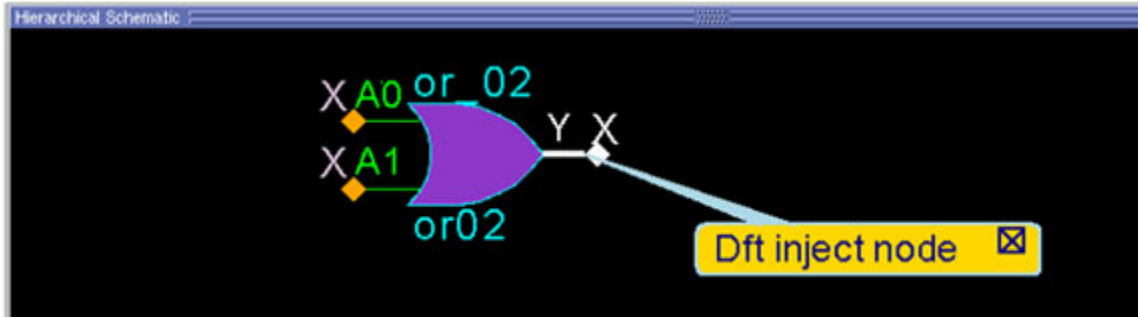 Hierarchical Schematic
X A0 or_02
Y X
X A1
or02
Dft inject node